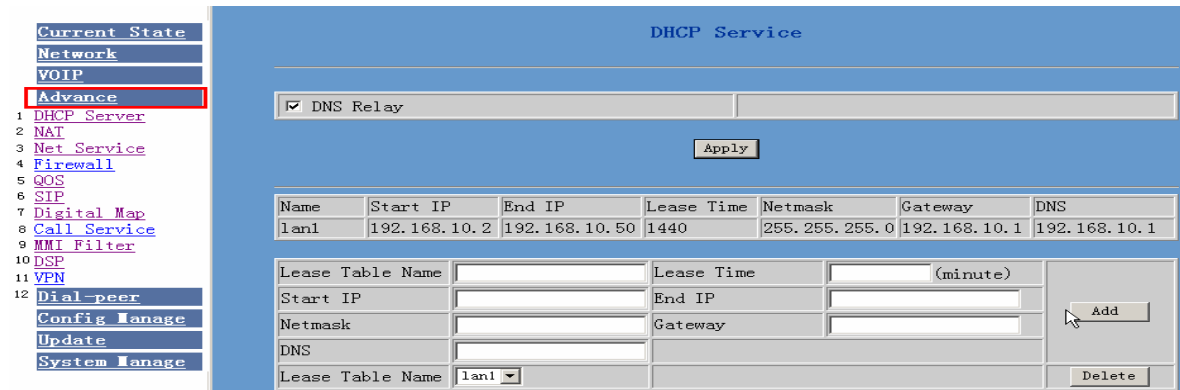 Current State
Network
VOIP
Advance
1 DHCP Server
2 NAT
3 Net Service
4 Firewall
5 QOS
6 SIP
7 Digital Map
8 Call Service
9 MMI Filter
10 DSP
11 VPN
12 Dial-peer
Config Manage
Update
System Manage
DHCP Service
DNS Relay
Apply
Name Start IP End IP Lease Time Netmask Gateway DNS
lan1 192.168.10.2 192.168.10.50 1440 255.255.255.0 192.168.10.1 192.168.10.1
Lease Table Name Lease Time (minute)
Start IP End IP
Add
Netmask Gateway
DNS
Lease Table Name lan1 Delete